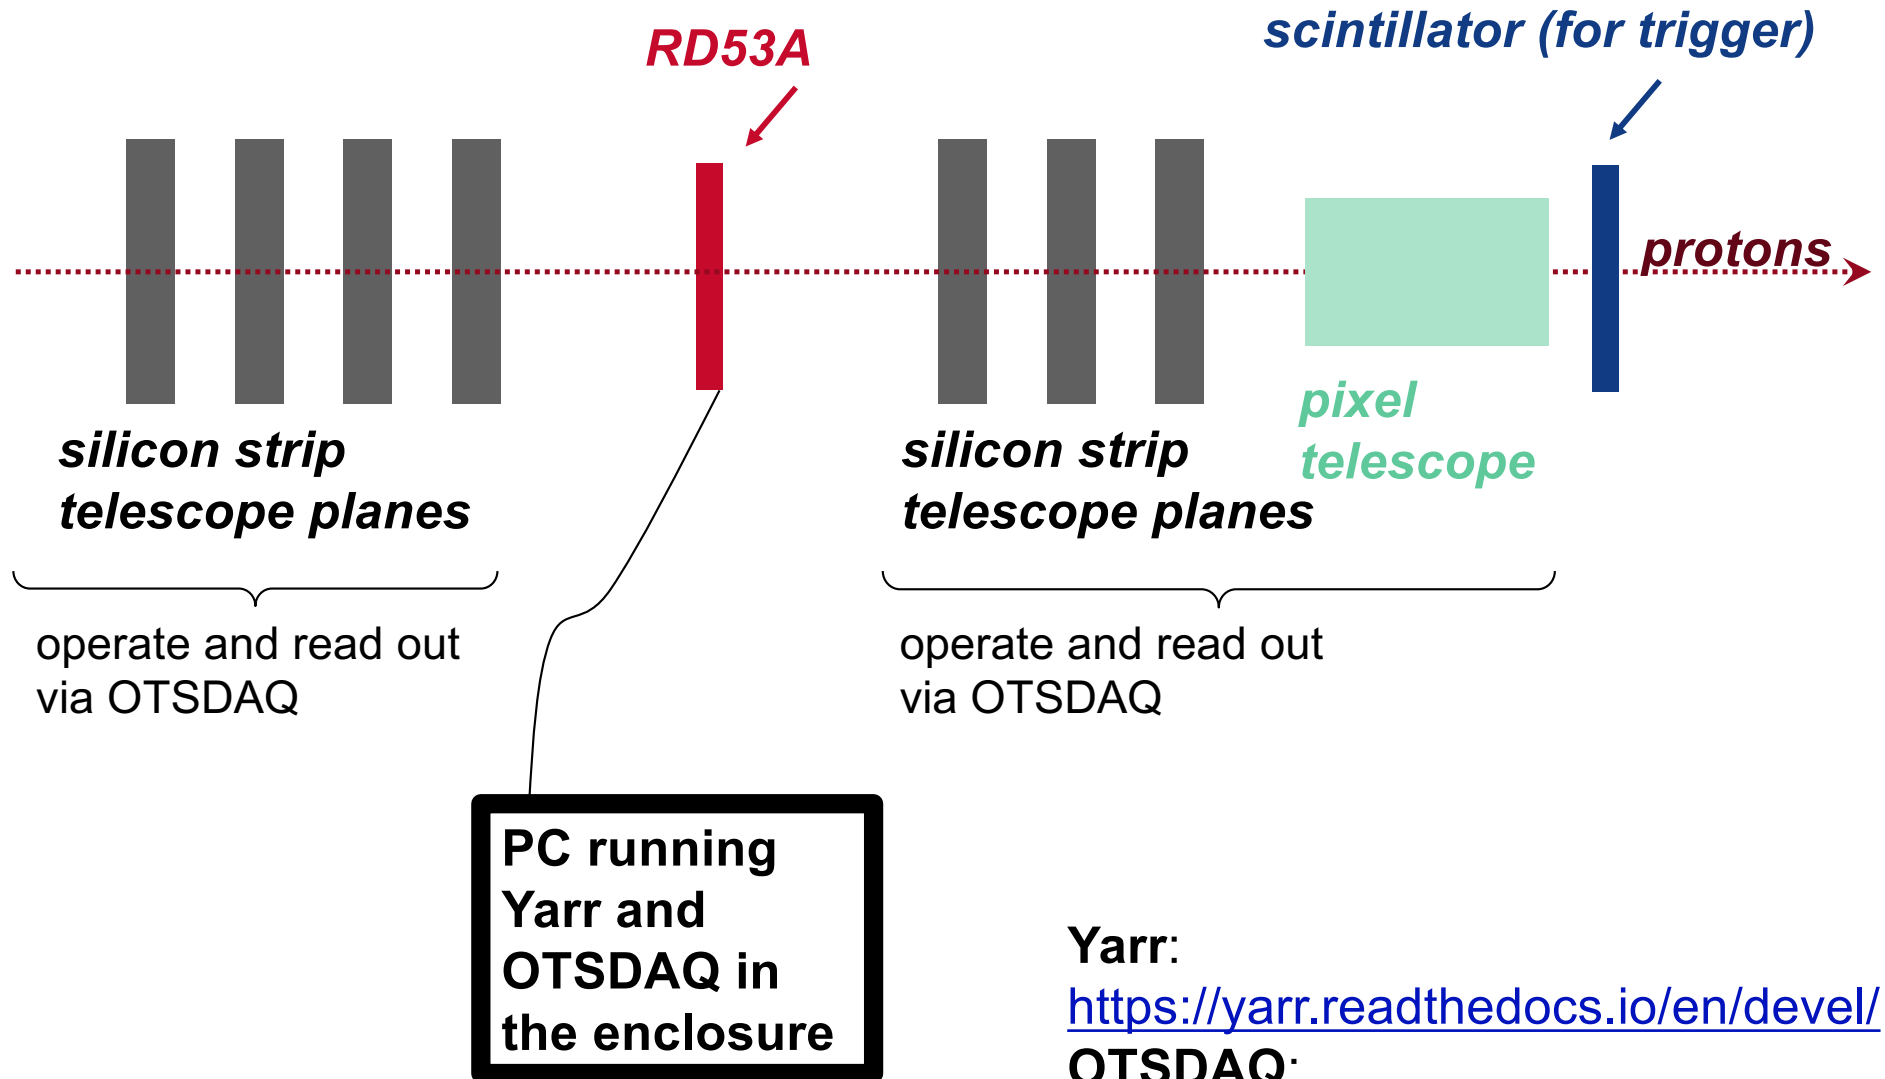 RD53A
scintillator (for trigger)
protons
silicon strip
telescope planes
silicon strip
telescope planes
pixel
telescope
operate and read out
via OTSDAQ
operate and read out
via OTSDAQ
PC running
Yarr and
OTSDAQ in
the enclosure
Yarr:
https://yarr.readthedocs.io/en/devel/
OTSDAQ: